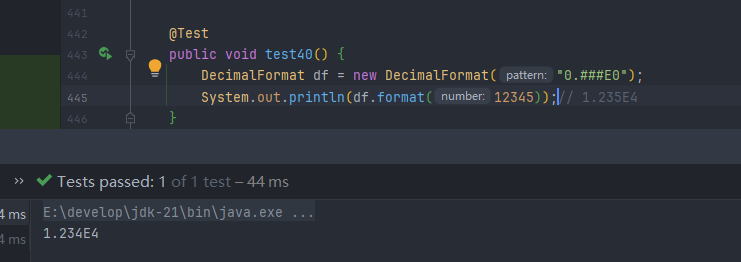 441
442 @Test
443 public void test40() {
444 DecimalFormat df = new DecimalFormat( pattern: "0.###E0");
445 System.out.println(df.format( number: 12345));// 1.235E4
446 }
>> Tests passed: 1 of 1 test – 44 ms
4 ms E:\develop\jdk-21\bin\java.exe ...
4 ms 1.234E4